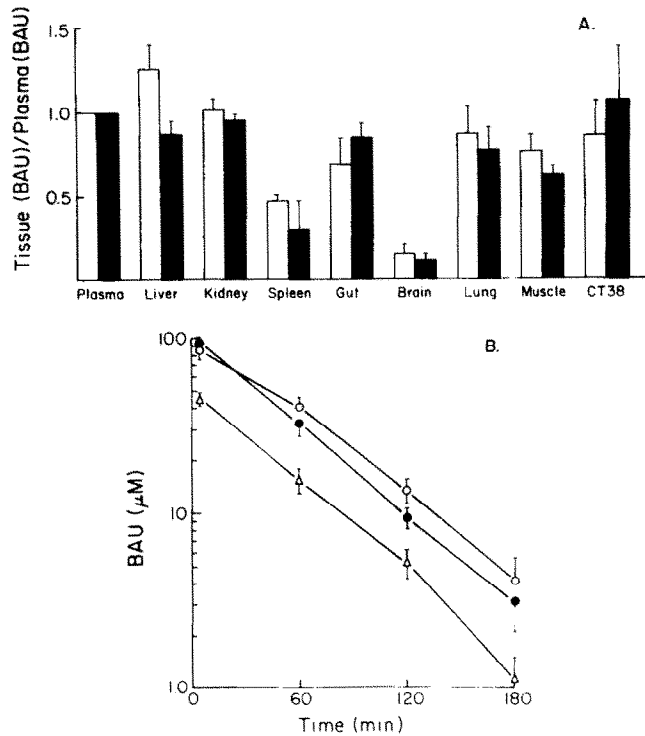 A.
Tissue (BAU)/Plasma (BAU)
1.5
1.0
0.5
Plasma Liver Kidney Spleen Gut Brain Lung Muscle CT38
B.
BAU (μM)
100
10
1.0
0 60 120 180
Time (min)